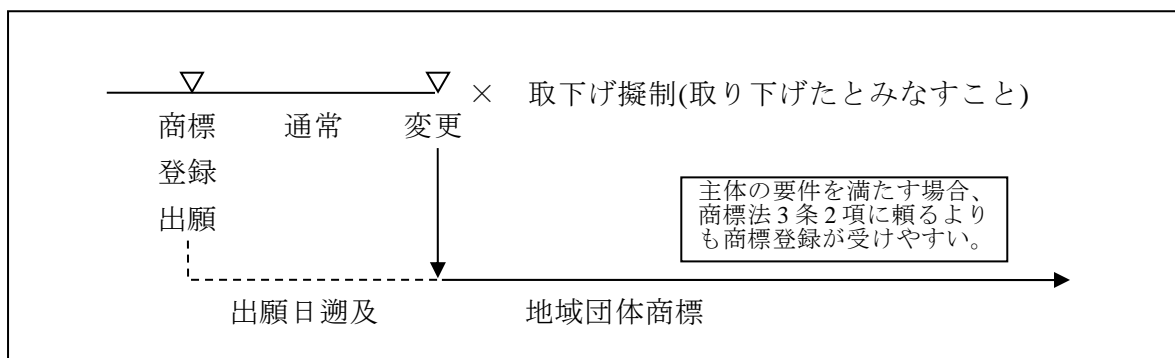 × 取下げ擬制(取り下げたとみなすこと)
商標 通常 変更
登録
出願
主体の要件を満たす場合、
商標法3条2項に頼るより
も商標登録が受けやすい。
出願日遡及 地域団体商標